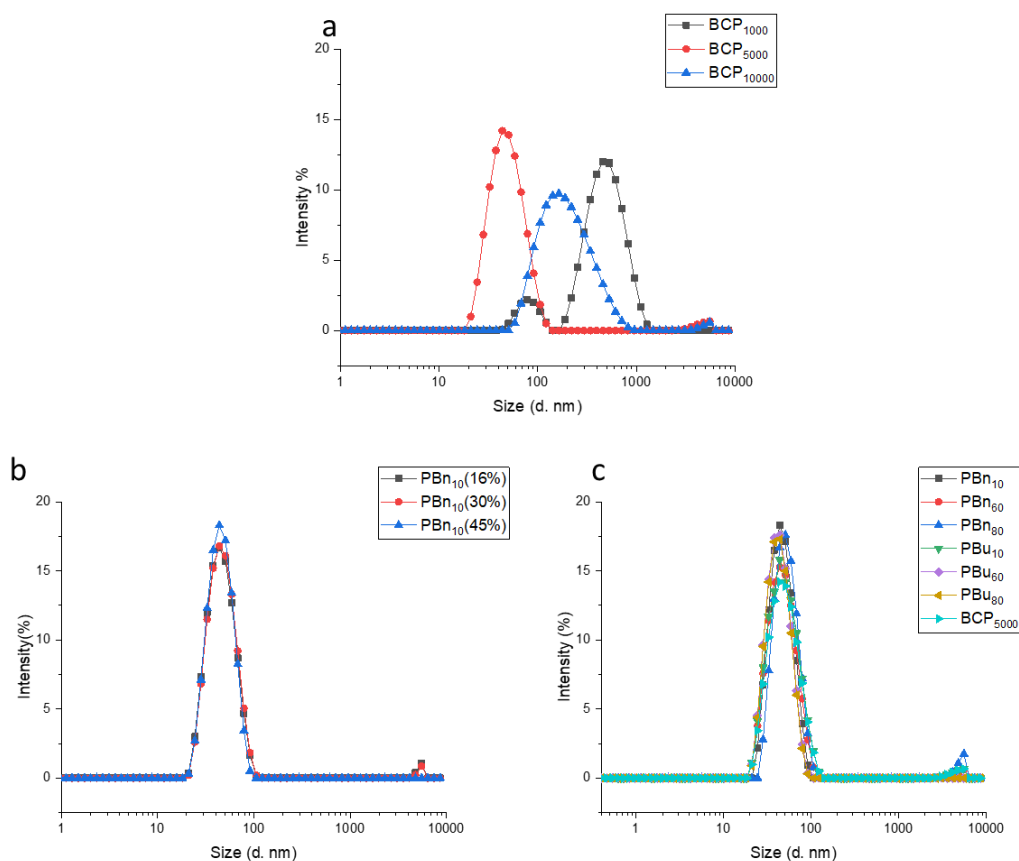 a
BCP₁₀₀₀
BCP₅₀₀₀
BCP₁₀₀₀₀
20
15
10
5
0
Intensity %
1 10 100 1000 10000
Size (d. nm)
b
PBn₁₀(16%)
PBn₁₀(30%)
PBn₁₀(45%)
20
15
10
5
0
Intensity(%)
1 10 100 1000 10000
Size (d. nm)
c
PBn₁₀
PBn₆₀
PBn₈₀
PBu₁₀
PBu₆₀
PBu₈₀
BCP₅₀₀₀
20
15
10
5
0
Intensity (%)
1 10 100 1000 10000
Size (d. nm)